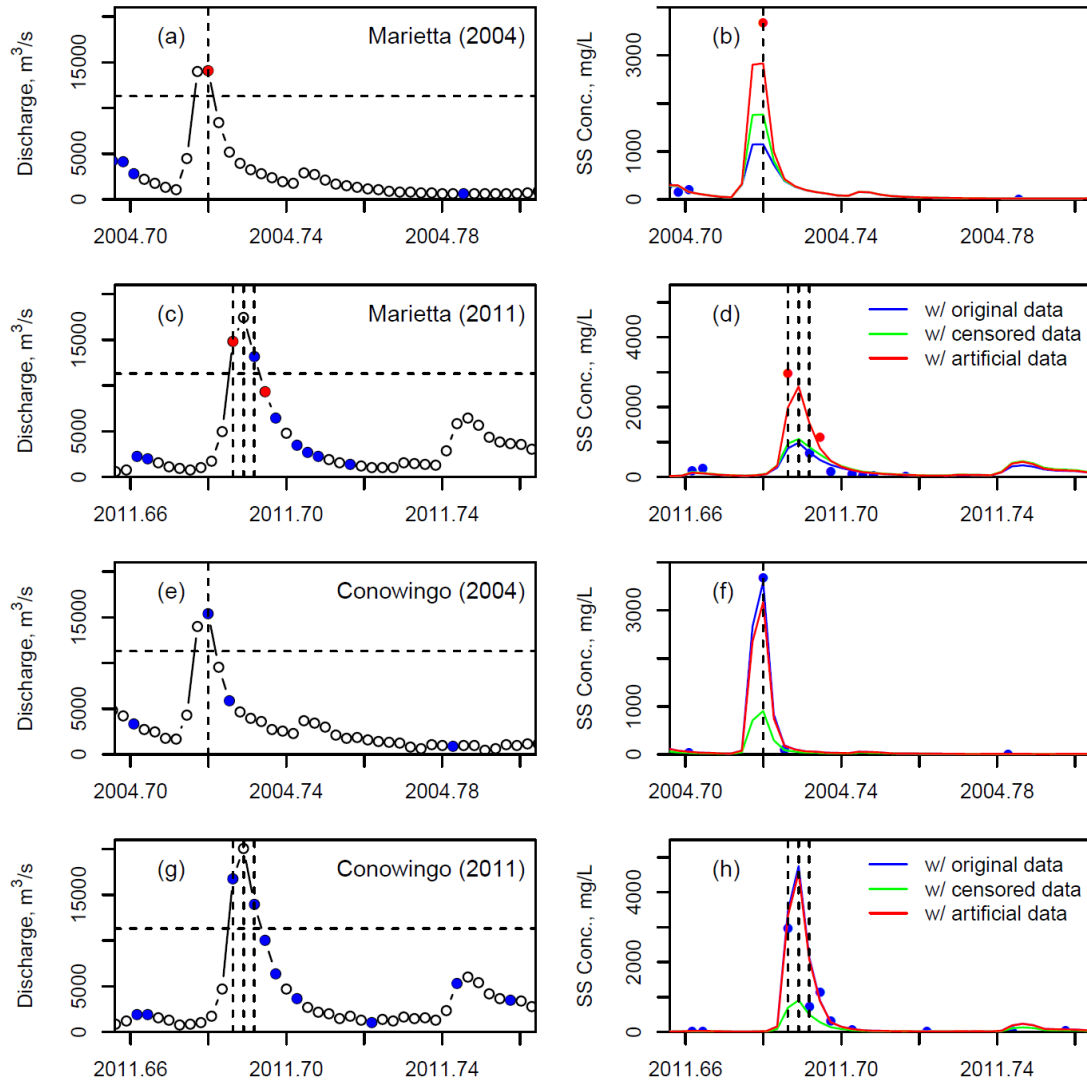 (a) Marietta (2004)
Discharge, m³/s
0 5000 15000
2004.70 2004.74 2004.78
(b)
SS Conc., mg/L
0 1000 3000
2004.70 2004.74 2004.78
(c) Marietta (2011)
Discharge, m³/s
0 5000 15000
2011.66 2011.70 2011.74
(d)
w/ original data
w/ censored data
w/ artificial data
SS Conc., mg/L
0 2000 4000
2011.66 2011.70 2011.74
(e) Conowingo (2004)
Discharge, m³/s
0 5000 15000
2004.70 2004.74 2004.78
(f)
SS Conc., mg/L
0 1000 3000
2004.70 2004.74 2004.78
(g) Conowingo (2011)
Discharge, m³/s
0 5000 15000
2011.66 2011.70 2011.74
(h)
w/ original data
w/ censored data
w/ artificial data
SS Conc., mg/L
0 2000 4000
2011.66 2011.70 2011.74